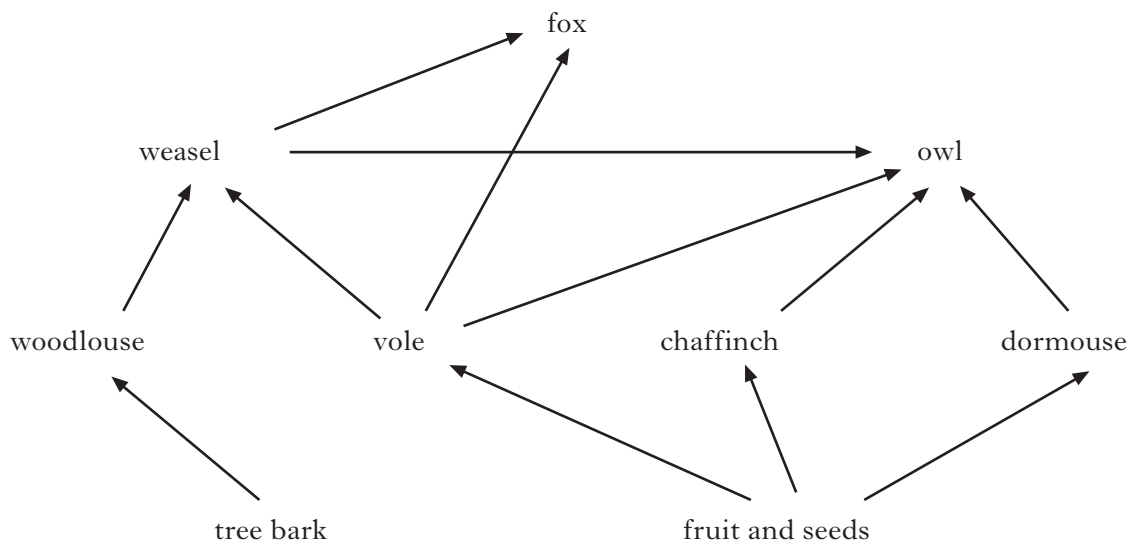 fox
weasel
owl
woodlouse
vole
chaffinch
dormouse
tree bark
fruit and seeds